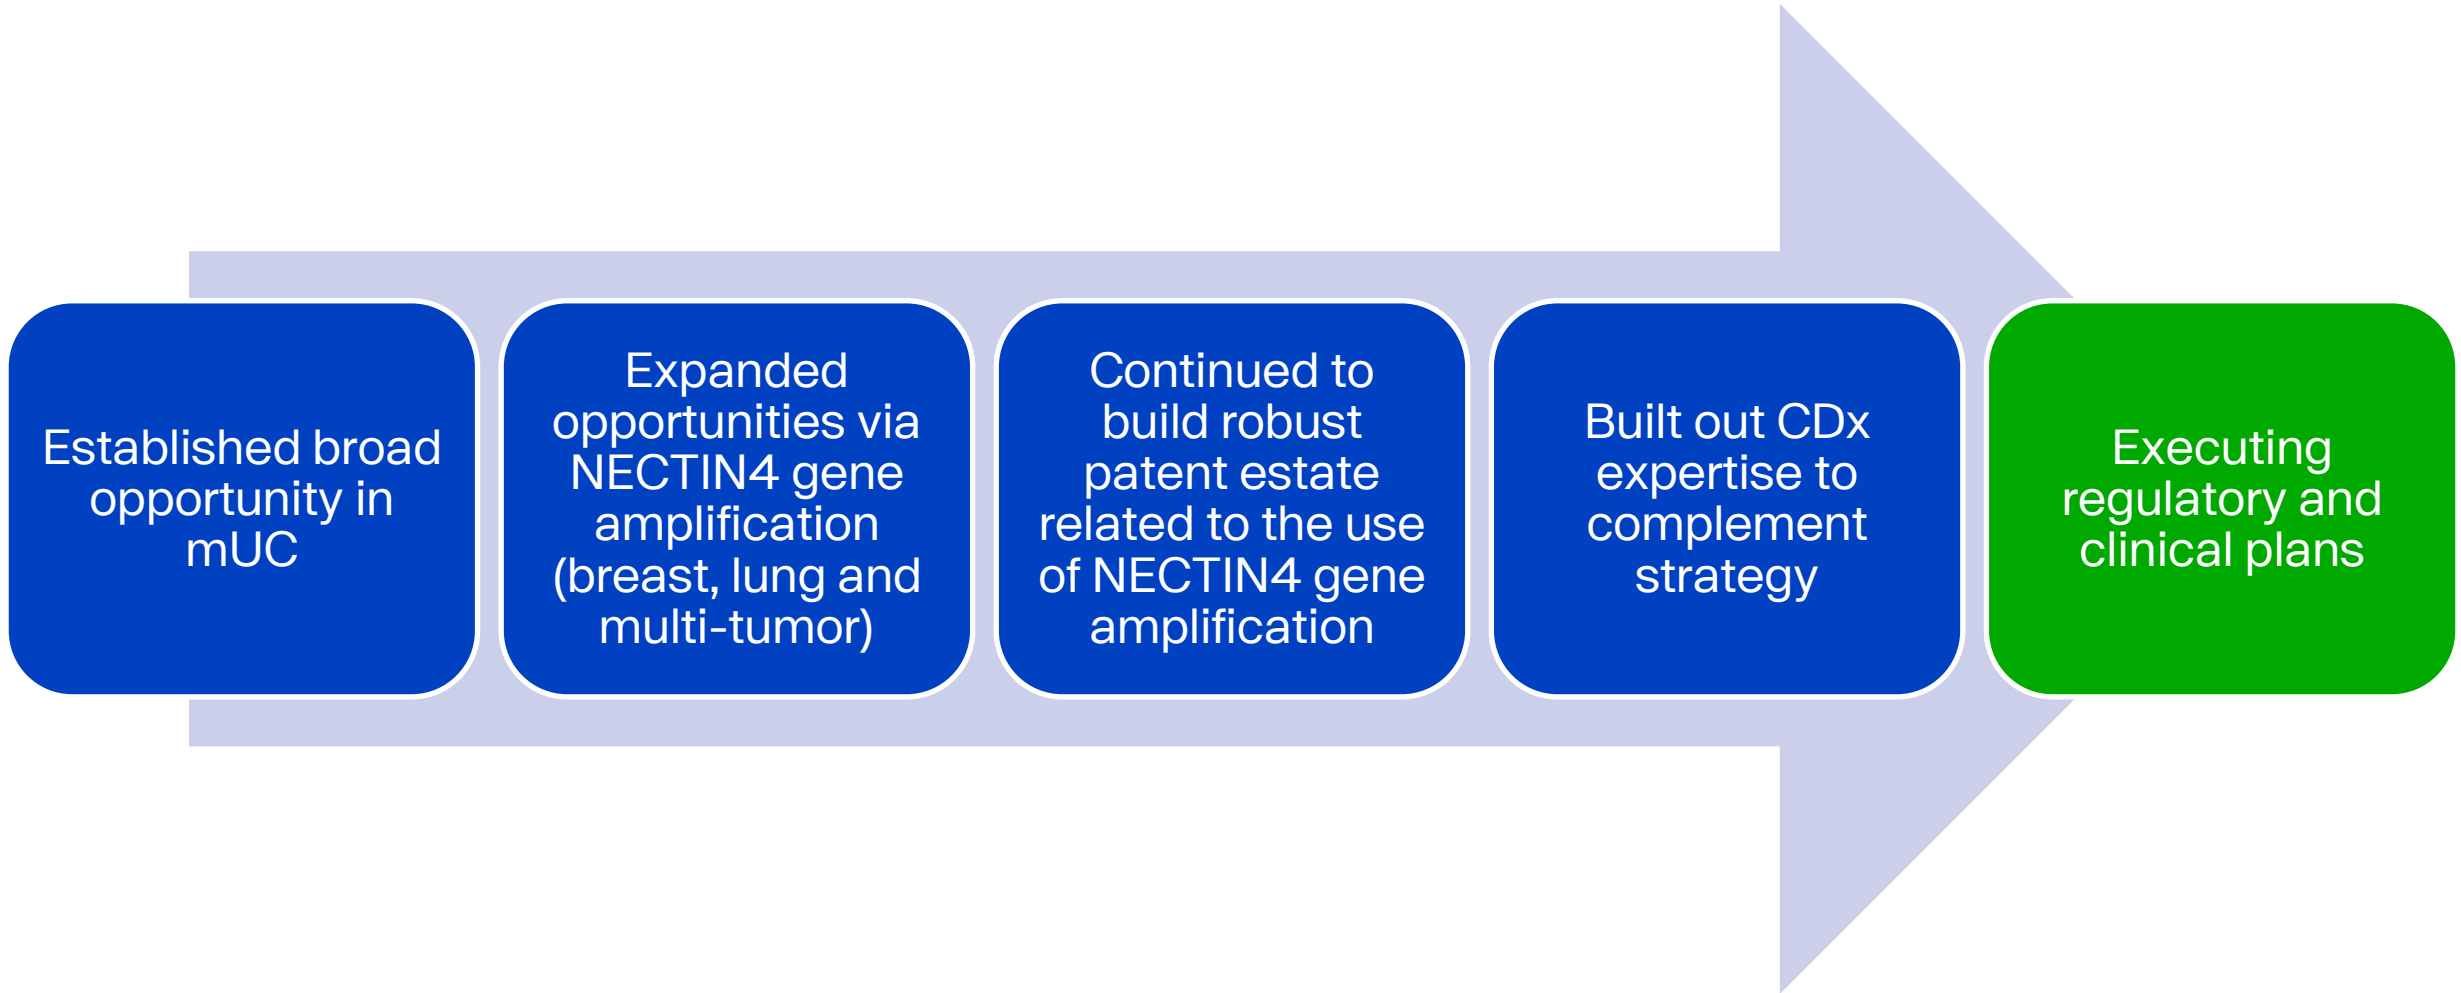 Established broad
opportunity in
mUC
Expanded
opportunities via
NECTIN4 gene
amplification
(breast, lung and
multi-tumor)
Continued to
build robust
patent estate
related to the use
of NECTIN4 gene
amplification
Built out CDx
expertise to
complement
strategy
Executing
regulatory and
clinical plans